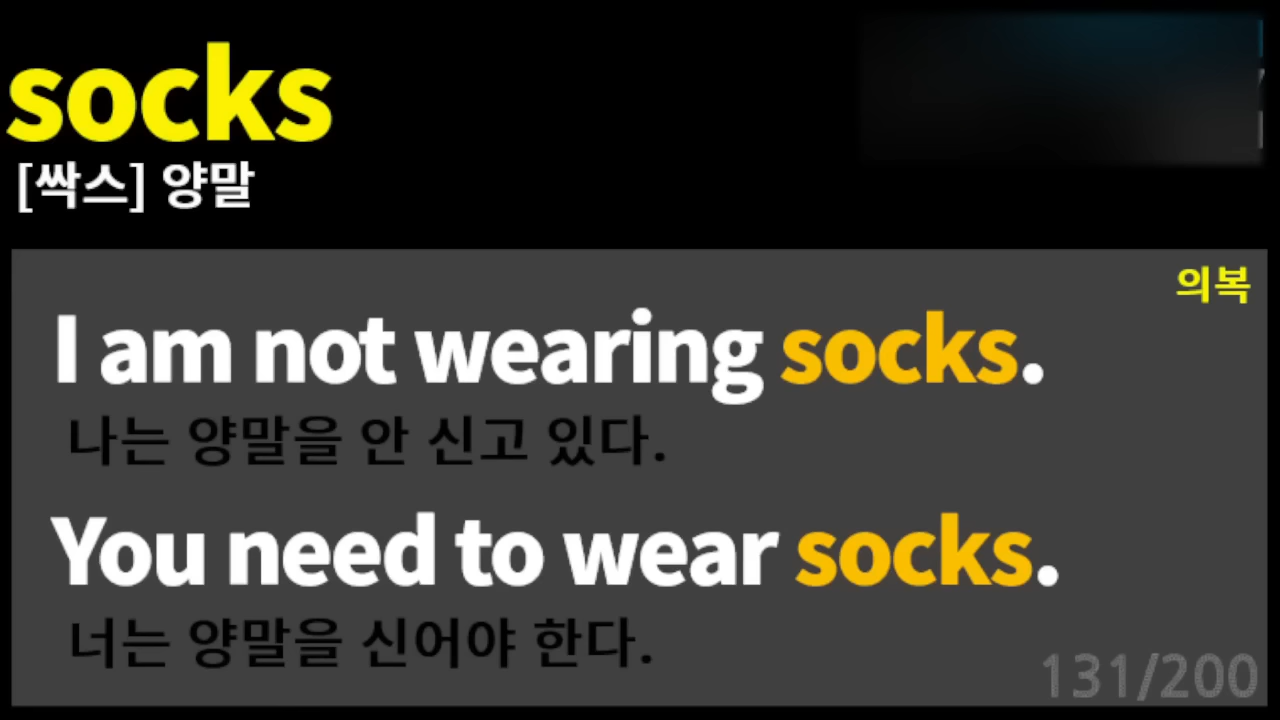 socks
[싹스] 양말
의복
I am not wearing socks.
나는 양말을 안 신고 있다.
You need to wear socks.
너는 양말을 신어야 한다.
131/200